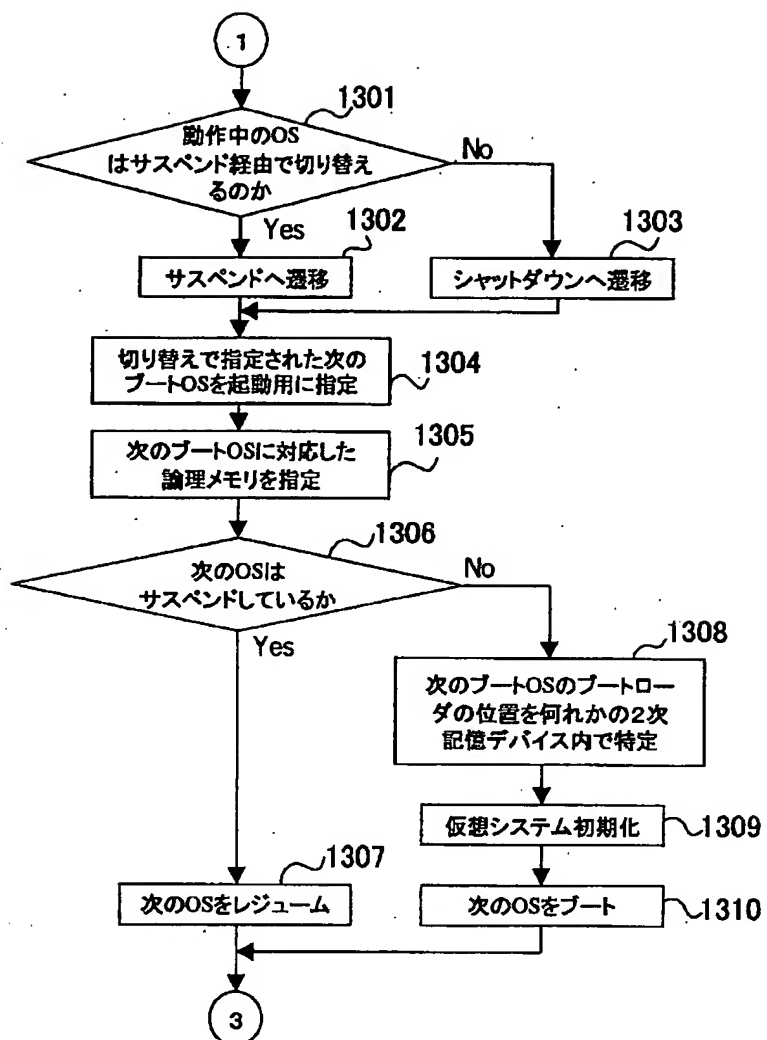 1
1301
動作中のOS
はサスペンド経由で切り替え
るのか
No
Yes
1302
1303
サスペンドへ遷移
シャットダウンへ遷移
切り替えで指定された次の
ブートOSを起動用に指定
1304
次のブートOSに対応した
論理メモリを指定
1305
1306
次のOSは
サスペンドしているか
No
Yes
1308
次のブートOSのブートロー
ダの位置を何れかの2次
記憶デバイス内で特定
仮想システム初期化
1309
1307
次のOSをレジューム
次のOSをブート
1310
3